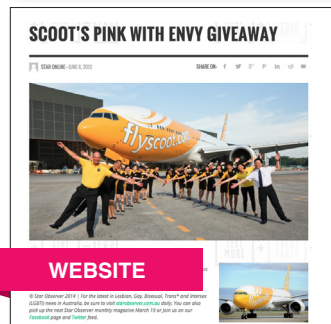 SCOOT'S PINK WITH ENVY GIVEAWAY
STAR ONLINE—JUNE 6, 2013
SHARE ON:
flyscoot.com
WEBSITE
© Star Observer 2014 | For the latest in Lesbian, Gay, Bisexual, Trans* and Intersex
(LGBTI) news in Australia, be sure to visit starobserver.com.au daily. You can also
pick up the next Star Observer monthly magazine March 19 or join us on our
Facebook page and Twitter feed.